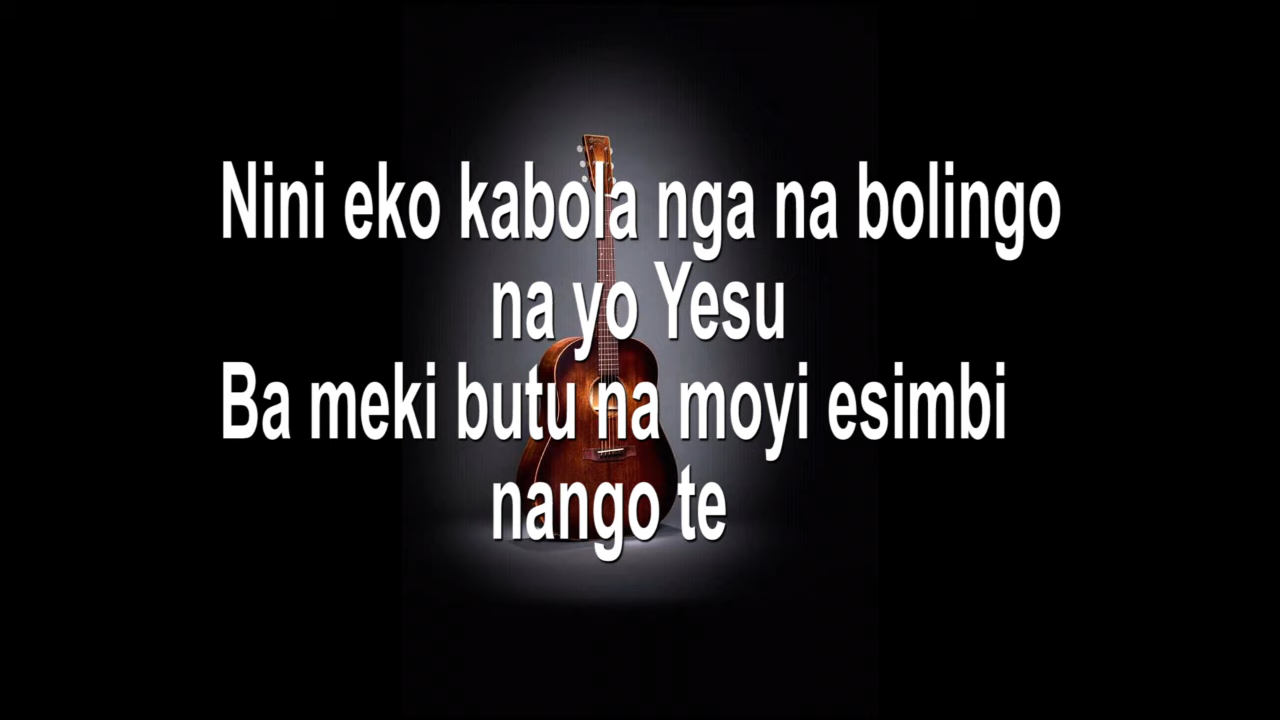 Nini eko kabola nga na bolingo
na yo Yesu
Ba meki butu na moyi esimbi
nango te